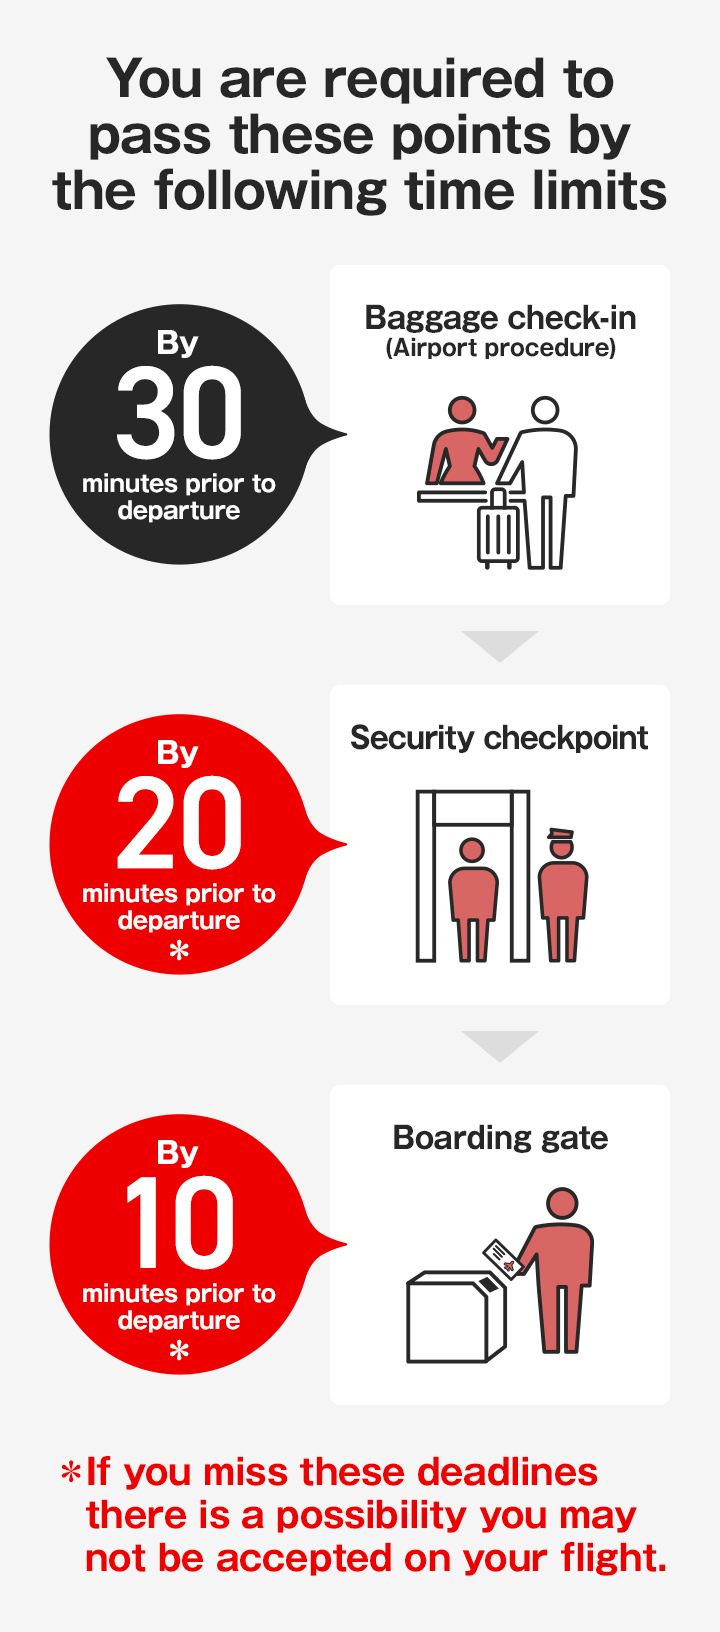 You are required to
pass these points by
the following time limits
By
30
minutes prior to
departure
Baggage check-in
(Airport procedure)
By
20
minutes prior to
departure
*
Security checkpoint
By
10
minutes prior to
departure
*
Boarding gate
*If you miss these deadlines
there is a possibility you may
not be accepted on your flight.